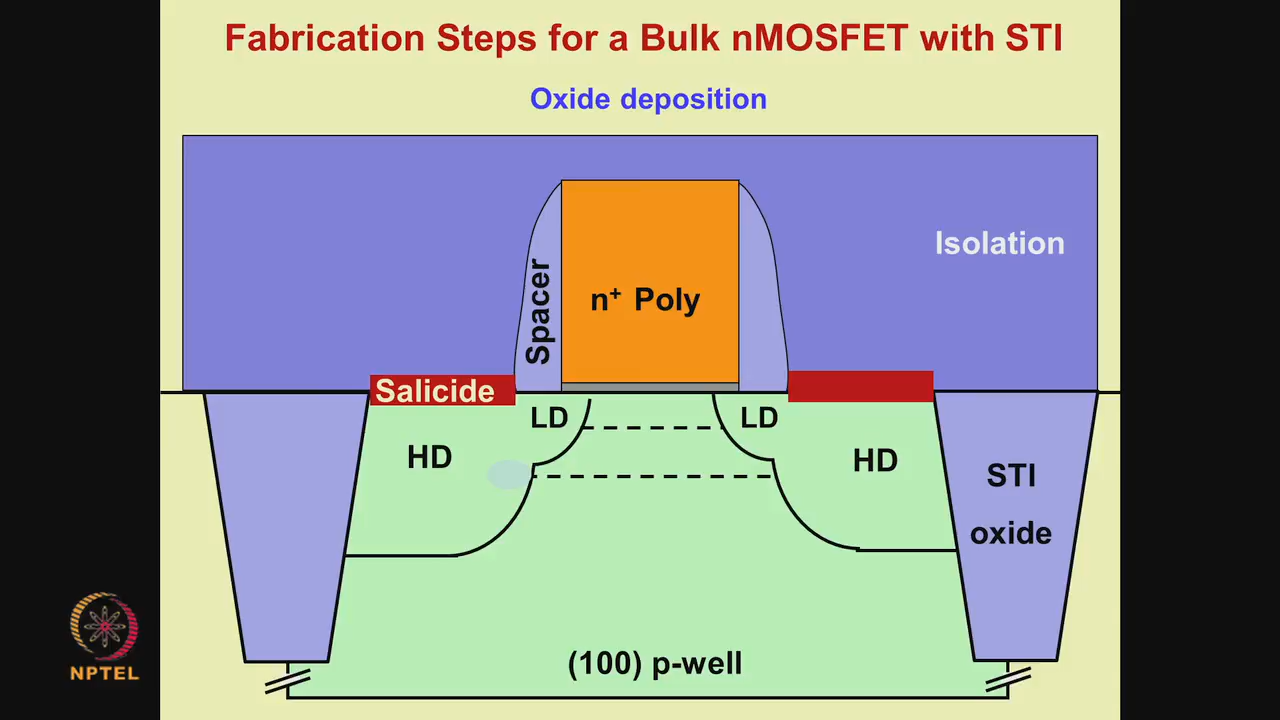 Fabrication Steps for a Bulk nMOSFET with STI
Oxide deposition
Isolation
Spacer
n⁺ Poly
Salicide
LD
LD
HD
HD
STI
oxide
(100) p-well
NPTEL